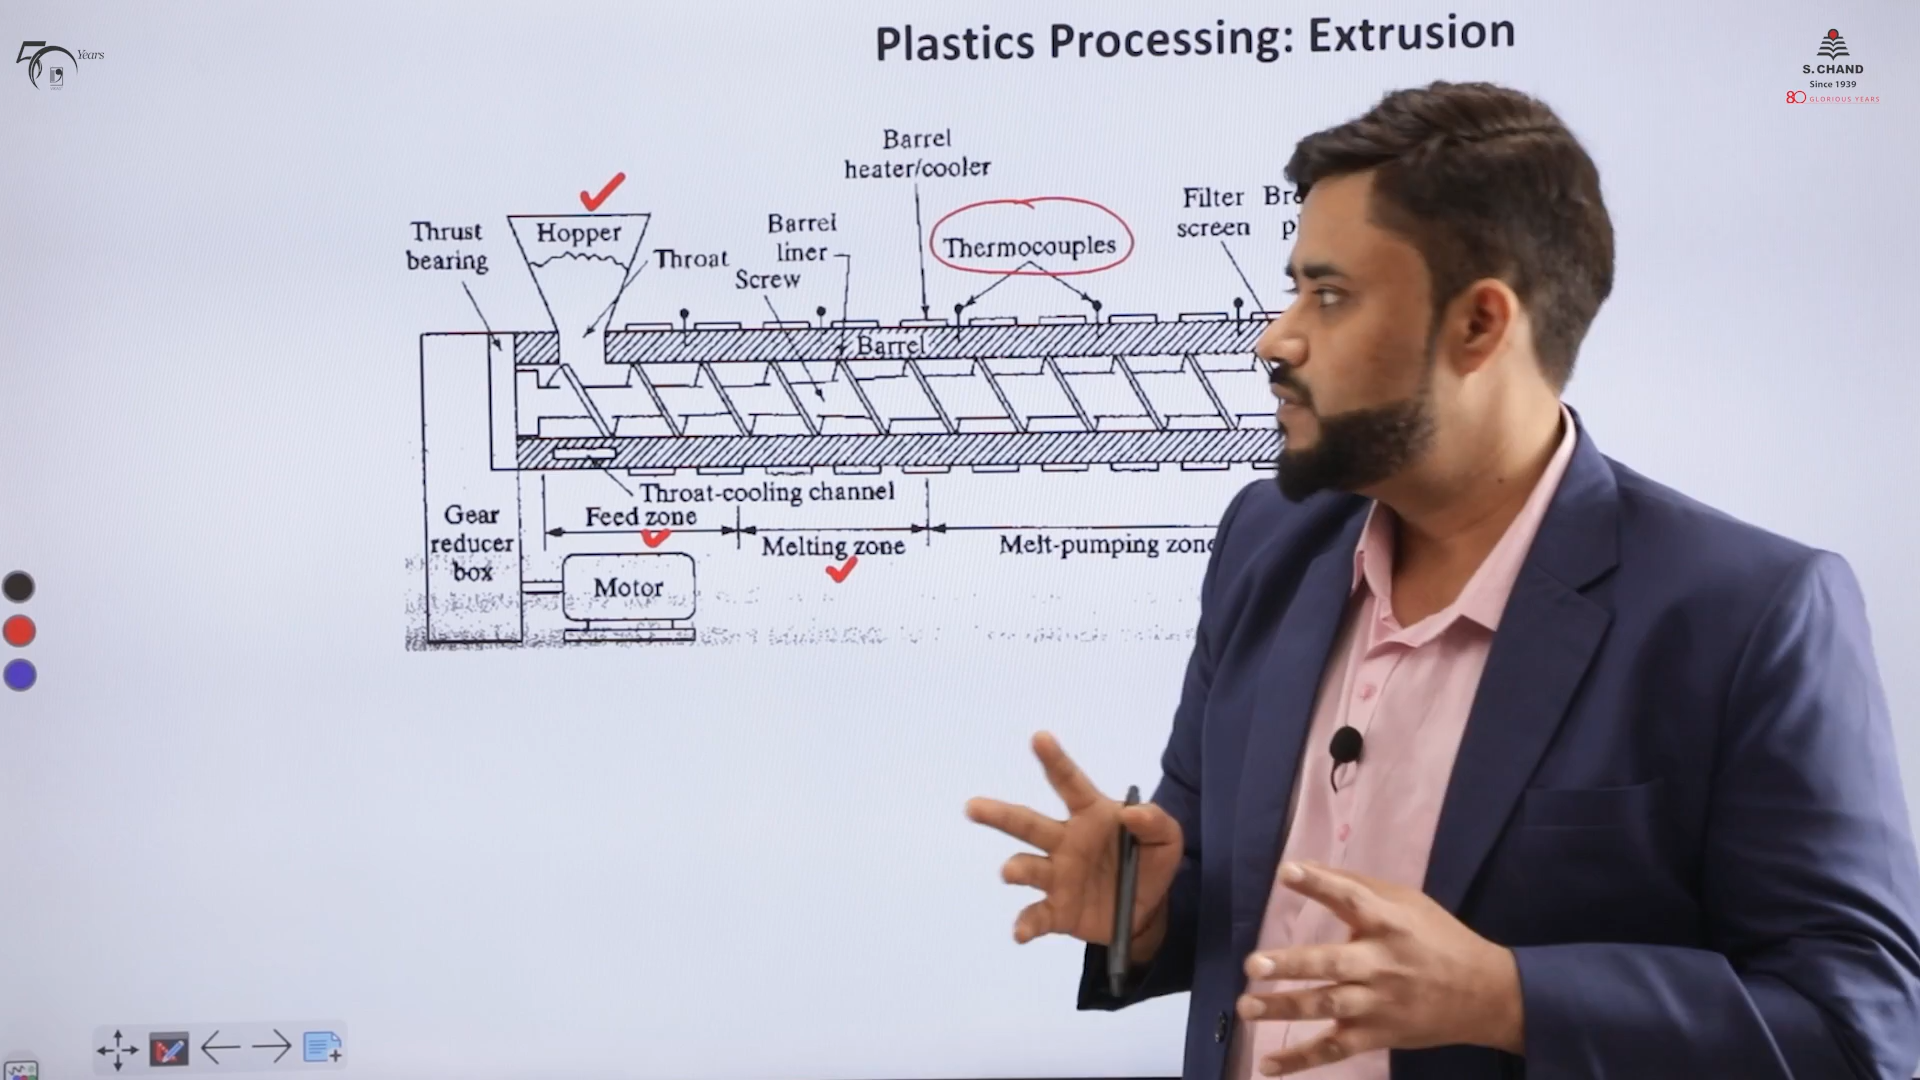 Plastics Processing: Extrusion
50 Years
S. CHAND
Since 1939
80 GLORIOUS YEARS
Barrel
heater/cooler
Thrust
bearing
Hopper
Throat
Barrel
liner
Screw
Thermocouples
Filter
screen
Barrel
Throat-cooling channel
Feed zone
Melting zone
Melt-pumping zone
Gear
reducer
box
Motor